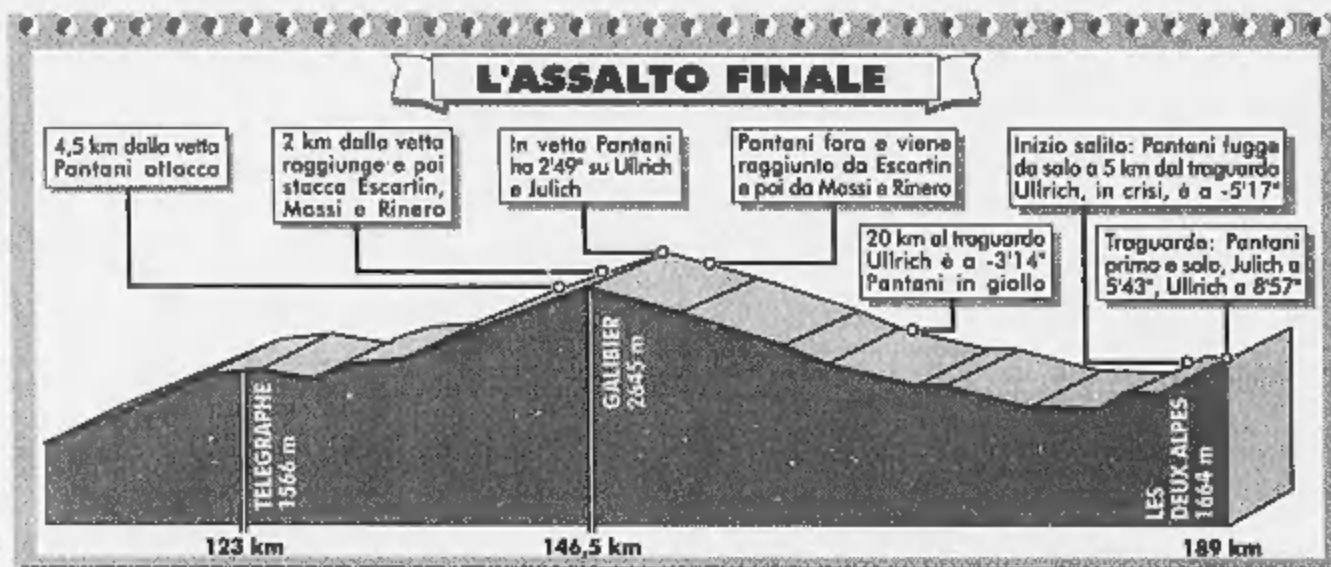 L'ASSALTO FINALE
4,5 km dalla vetta
Pantani attacca
2 km dalla vetta
raggiunge e poi
stacca Escartin,
Massi e Rinero
In vetta Pantani
ha 2'49" su Ullrich
e Julich
Pantani fora e viene
raggiunto da Escartin
e poi da Massi e Rinero
20 km al traguardo
Ullrich è a -3'14"
Pantani in giallo
Inizio salita: Pantani fugge
da solo a 5 km dal traguardo
Ullrich, in crisi, è a -5'17"
Traguardo: Pantani
primo e solo, Julich a
5'43", Ullrich a 8'57"
TELEGRAPHE
1566 m
GALIBIER
2645 m
LES
DEUX ALPES
1664 m
123 km
146,5 km
189 km